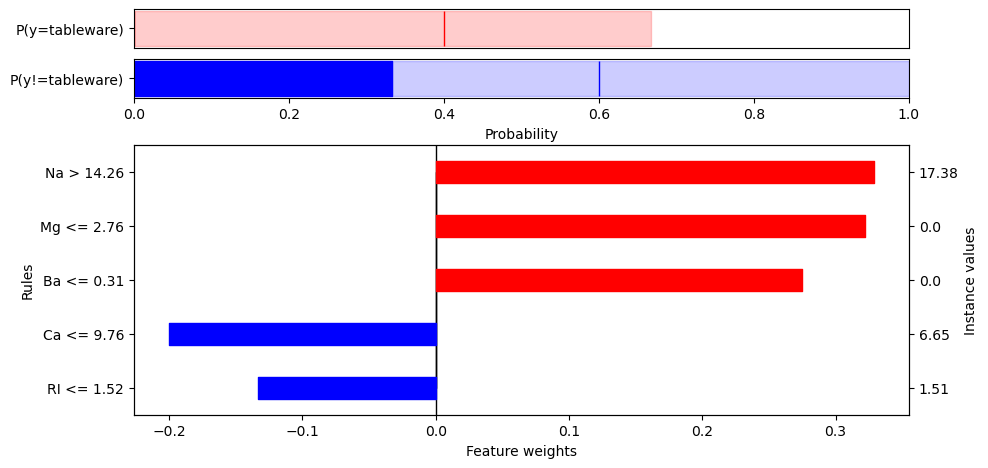 P(y=tableware)
P(y!=tableware)
0.0 0.2 0.4 0.6 0.8 1.0
Probability
Na > 14.26 17.38
Mg <= 2.76 0.0
Ba <= 0.31 0.0
Ca <= 9.76 6.65
RI <= 1.52 1.51
Rules
Instance values
−0.2 −0.1 0.0 0.1 0.2 0.3
Feature weights